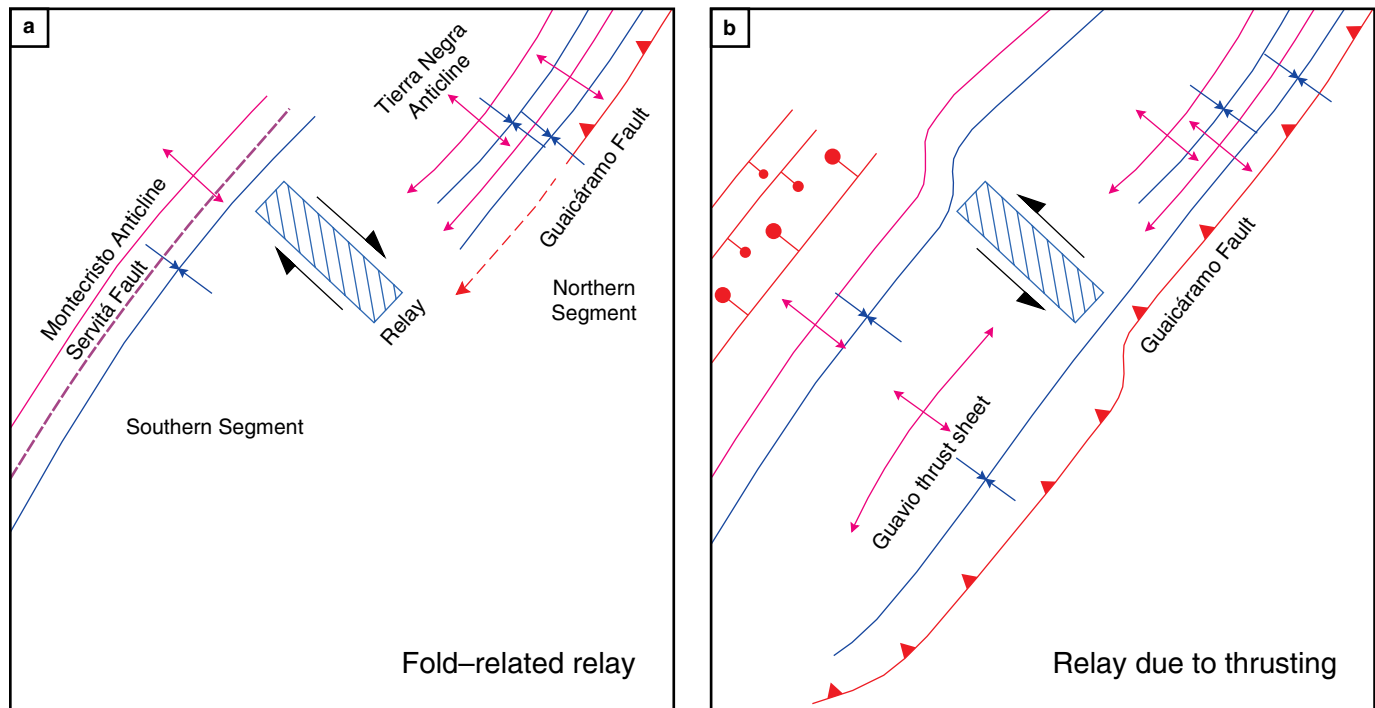 a
Tierra Negra
Anticline
Guaicáramo Fault
Montecristo Anticline
Servitá Fault
Relay
Northern
Segment
Southern Segment
Fold–related relay
b
Guaicáramo Fault
Guavio thrust sheet
Relay due to thrusting